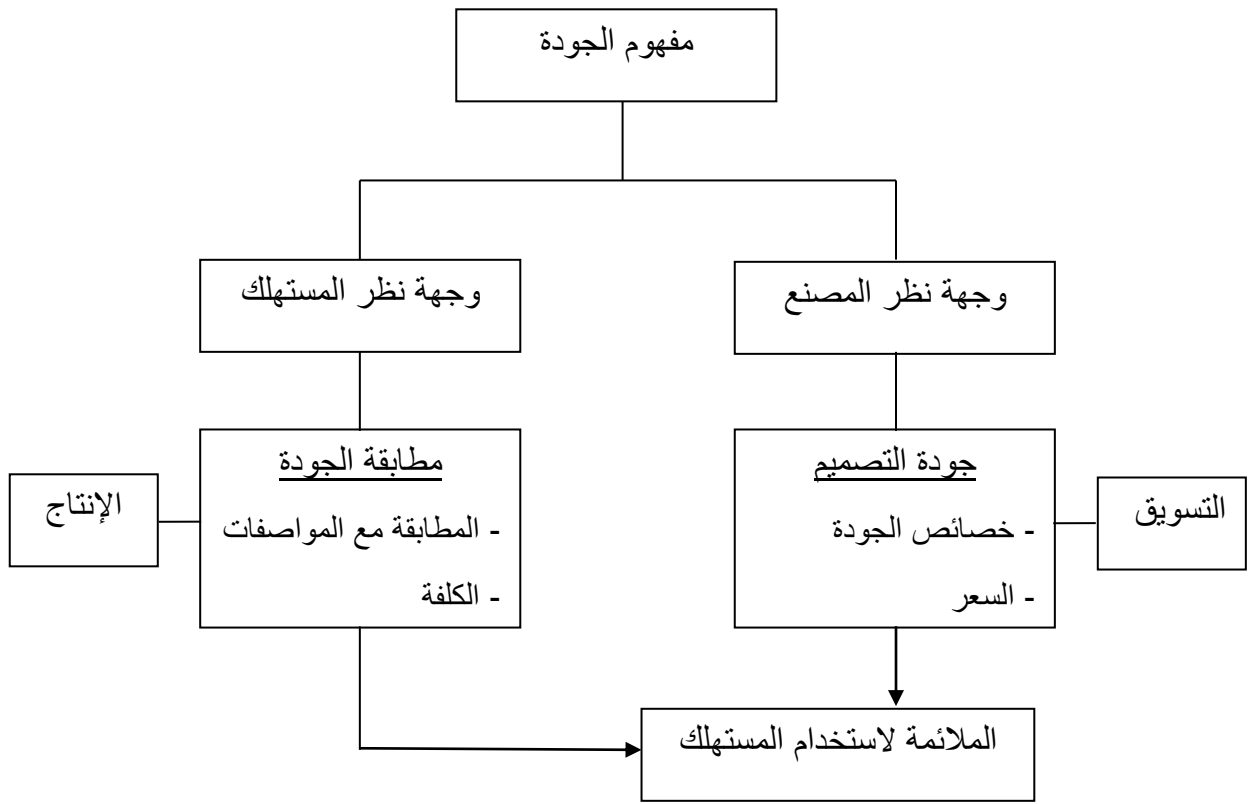 مفهوم الجودة
وجهة نظر المصنع
وجهة نظر المستهلك
التسويق
جودة التصميم
- خصائص الجودة
- السعر
مطابقة الجودة
- المطابقة مع المواصفات
- الكلفة
الإنتاج
الملائمة لاستخدام المستهلك